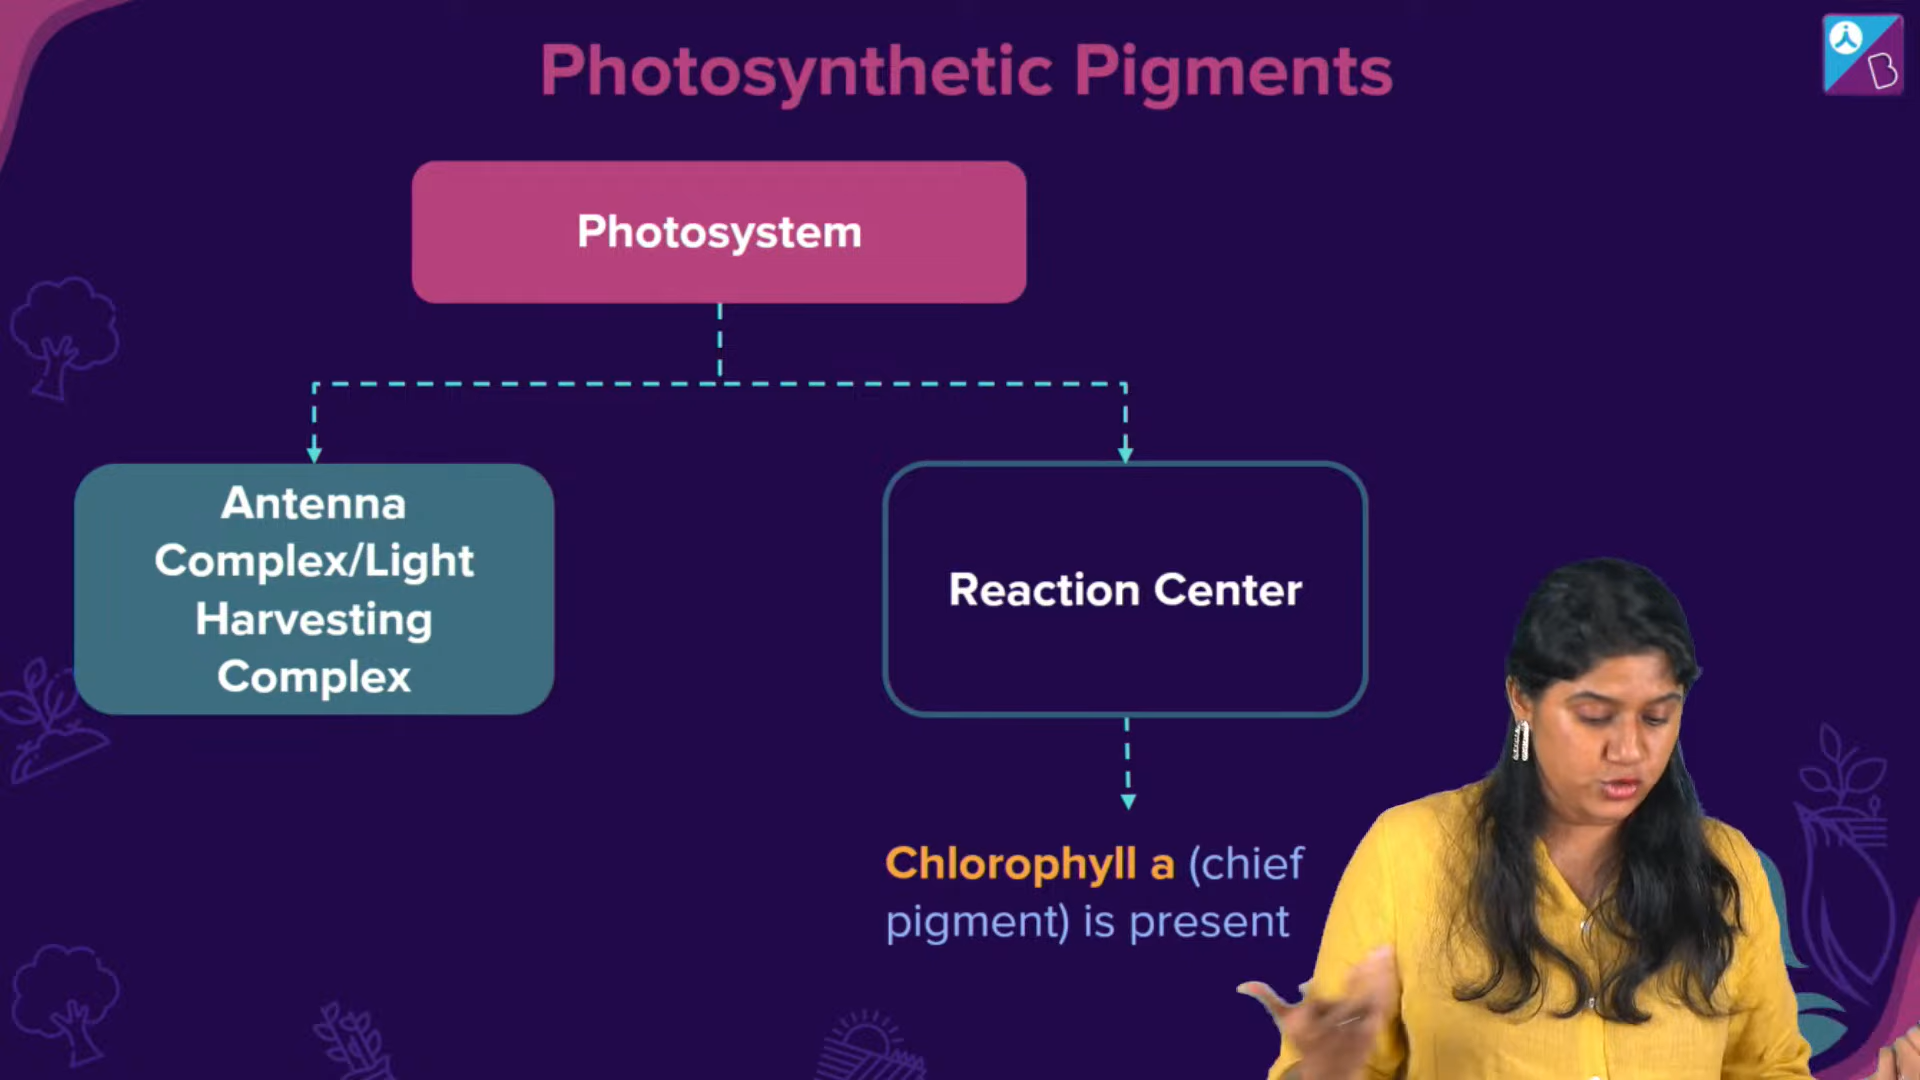 Photosynthetic Pigments
Photosystem
Antenna
Complex/Light
Harvesting
Complex
Reaction Center
Chlorophyll a (chief
pigment) is present
B